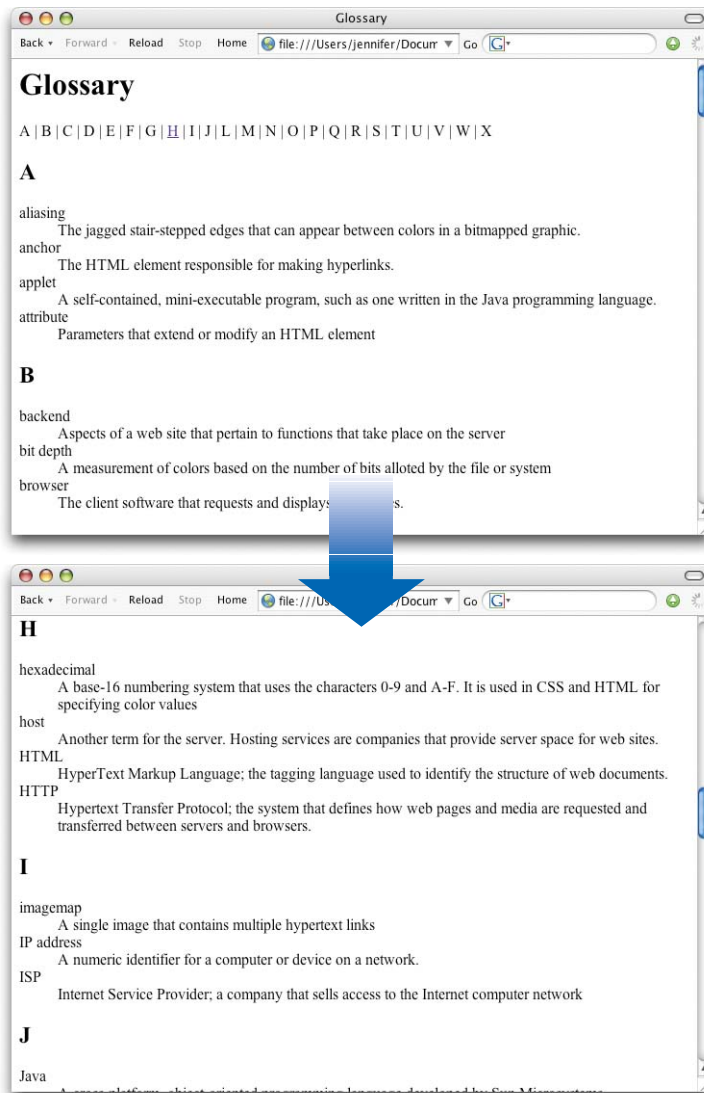 Glossary
Back Forward Reload Stop Home file:///Users/jennifer/Docum Go G
Glossary
A | B | C | D | E | F | G | H | I | J | L | M | N | O | P | Q | R | S | T | U | V | W | X
A
aliasing
The jagged stair-stepped edges that can appear between colors in a bitmapped graphic.
anchor
The HTML element responsible for making hyperlinks.
applet
A self-contained, mini-executable program, such as one written in the Java programming language.
attribute
Parameters that extend or modify an HTML element
B
backend
Aspects of a web site that pertain to functions that take place on the server
bit depth
A measurement of colors based on the number of bits alloted by the file or system
browser
The client software that requests and displays
Back Forward Reload Stop Home file:///Us /Docum Go G
H
hexadecimal
A base-16 numbering system that uses the characters 0-9 and A-F. It is used in CSS and HTML for
specifying color values
host
Another term for the server. Hosting services are companies that provide server space for web sites.
HTML
HyperText Markup Language; the tagging language used to identify the structure of web documents.
HTTP
Hypertext Transfer Protocol; the system that defines how web pages and media are requested and
transferred between servers and browsers.
I
imagemap
A single image that contains multiple hypertext links
IP address
A numeric identifier for a computer or device on a network.
ISP
Internet Service Provider; a company that sells access to the Internet computer network
J
Java